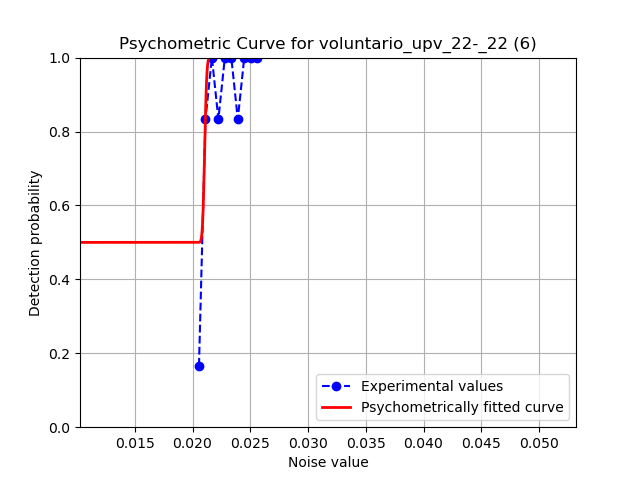 Psychometric Curve for voluntario_upv_22-_22 (6)
1.0
0.8
0.6
0.4
0.2
0.0
Detection probability
0.015 0.020 0.025 0.030 0.035 0.040 0.045 0.050
Noise value
Experimental values
Psychometrically fitted curve